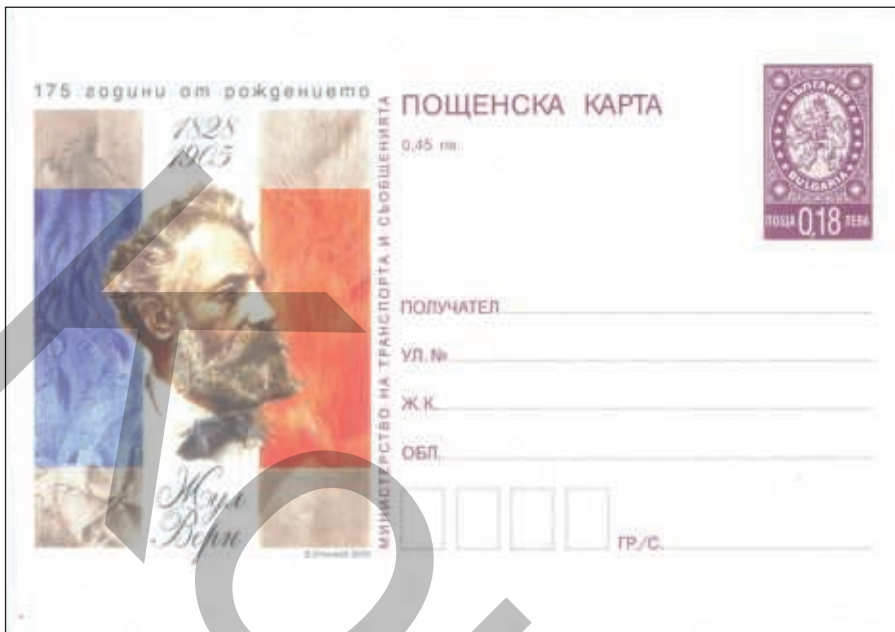 175 години от рождението
1828
1905
Жул
Верн
МИНИСТЕРСТВО НА ТРАНСПОРТА И СЪОБЩЕНИЯТА
ПОЩЕНСКА КАРТА
0,45 лв.
БЪЛГАРИЯ
BULGARIA
ПОЩА 0,18 ЛЕВА
ПОЛУЧАТЕЛ
УЛ. №
Ж.К.
ОБЛ.
ГР./С.